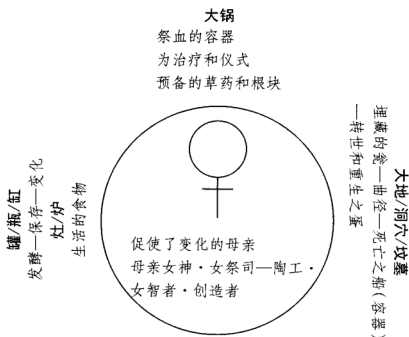 大锅
祭血的容器
为治疗和仪式
预备的草药和根块
罐/瓶/缸
发酵—保存—变化
灶/炉
生活的食物
促使了变化的母亲
母亲女神·女祭司—陶工·
女智者·创造者
大地/洞穴/坟墓
埋藏的瓮—曲径—死亡之船(容器)
—转世和重生之蛋